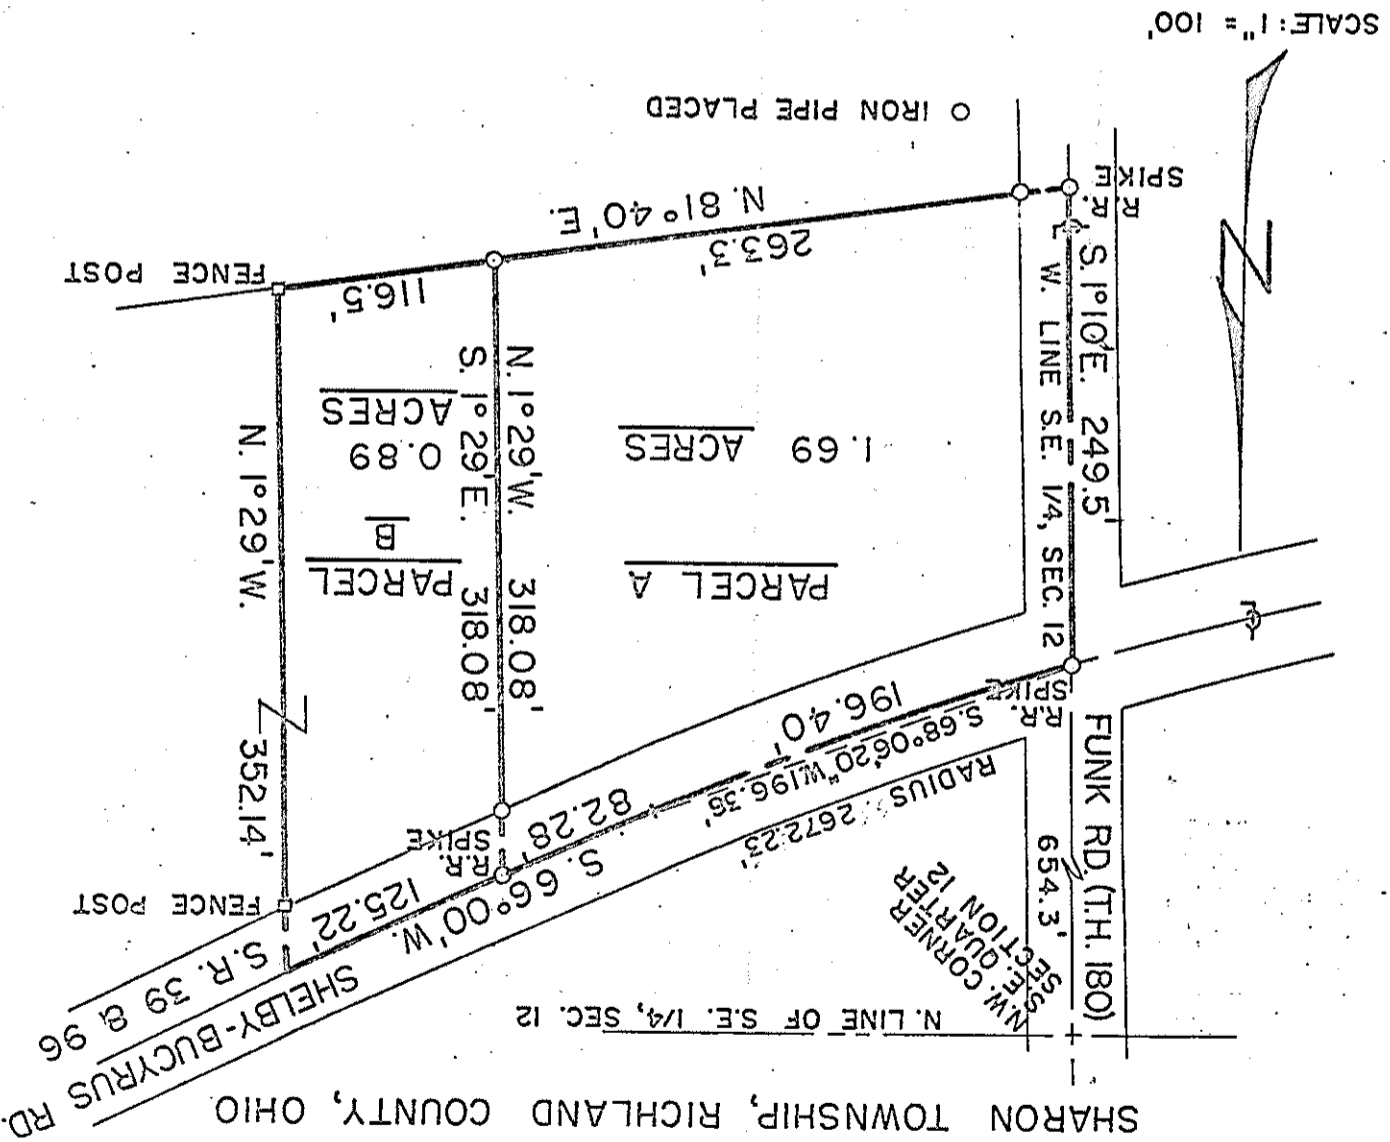 SHARON TOWNSHIP, RICHLAND COUNTY, OHIO
N. LINE OF S.E. 1/4, SEC. 12
N.W. CORNER
S.E. QUARTER
SECTION 12
FUNK RD. (T.H. 180)
654.3'
SHELBY-BUCYRUS RD.
S.R. 39 & 96
RADIUS 2672.23'
S. 68°06'20" W. 196.36'
196.40'
S. 66°00' W.
82.28'
125.22'
R.R.
SPIKE
R.R.
SPIKE
FENCE POST
PARCEL A
1.69 ACRES
PARCEL
B
0.89
ACRES
W. LINE S.E. 1/4, SEC. 12
S. 1°10'E. 249.5'
N. 1°29'W. 318.08'
S. 1°29'E. 318.08'
N. 1°29'W. 352.14'
263.3'
N. 81°40' E.
116.5'
FENCE POST
R.R.
SPIKE
IRON PIPE PLACED
N
SCALE: 1" = 100'